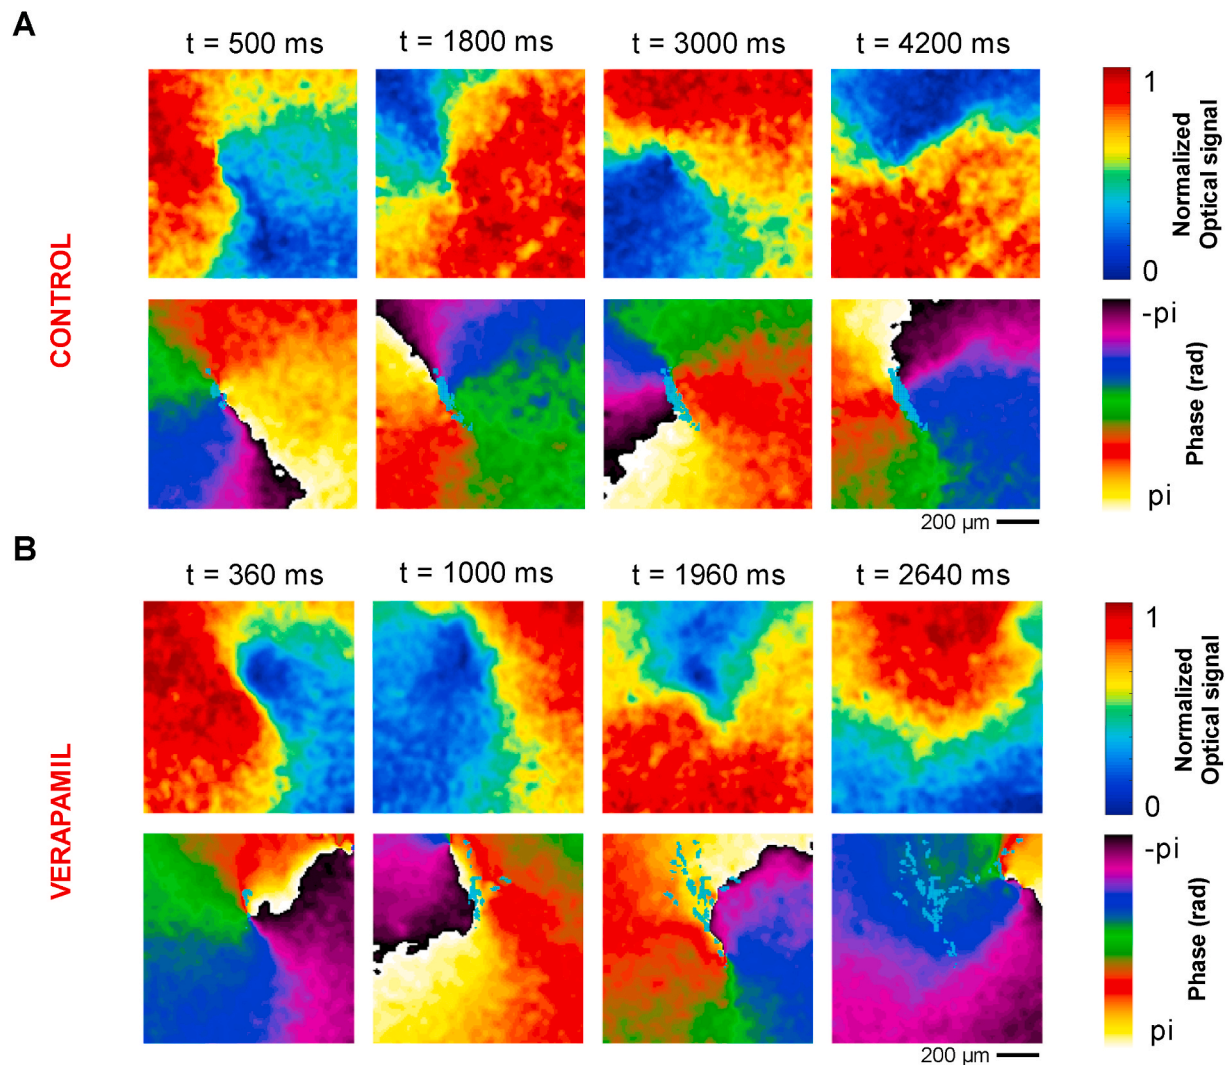 A
t = 500 ms
t = 1800 ms
t = 3000 ms
t = 4200 ms
CONTROL
1
0
Normalized
Optical signal
-pi
pi
Phase (rad)
200 µm
B
t = 360 ms
t = 1000 ms
t = 1960 ms
t = 2640 ms
VERAPAMIL
1
0
Normalized
Optical signal
-pi
pi
Phase (rad)
200 µm